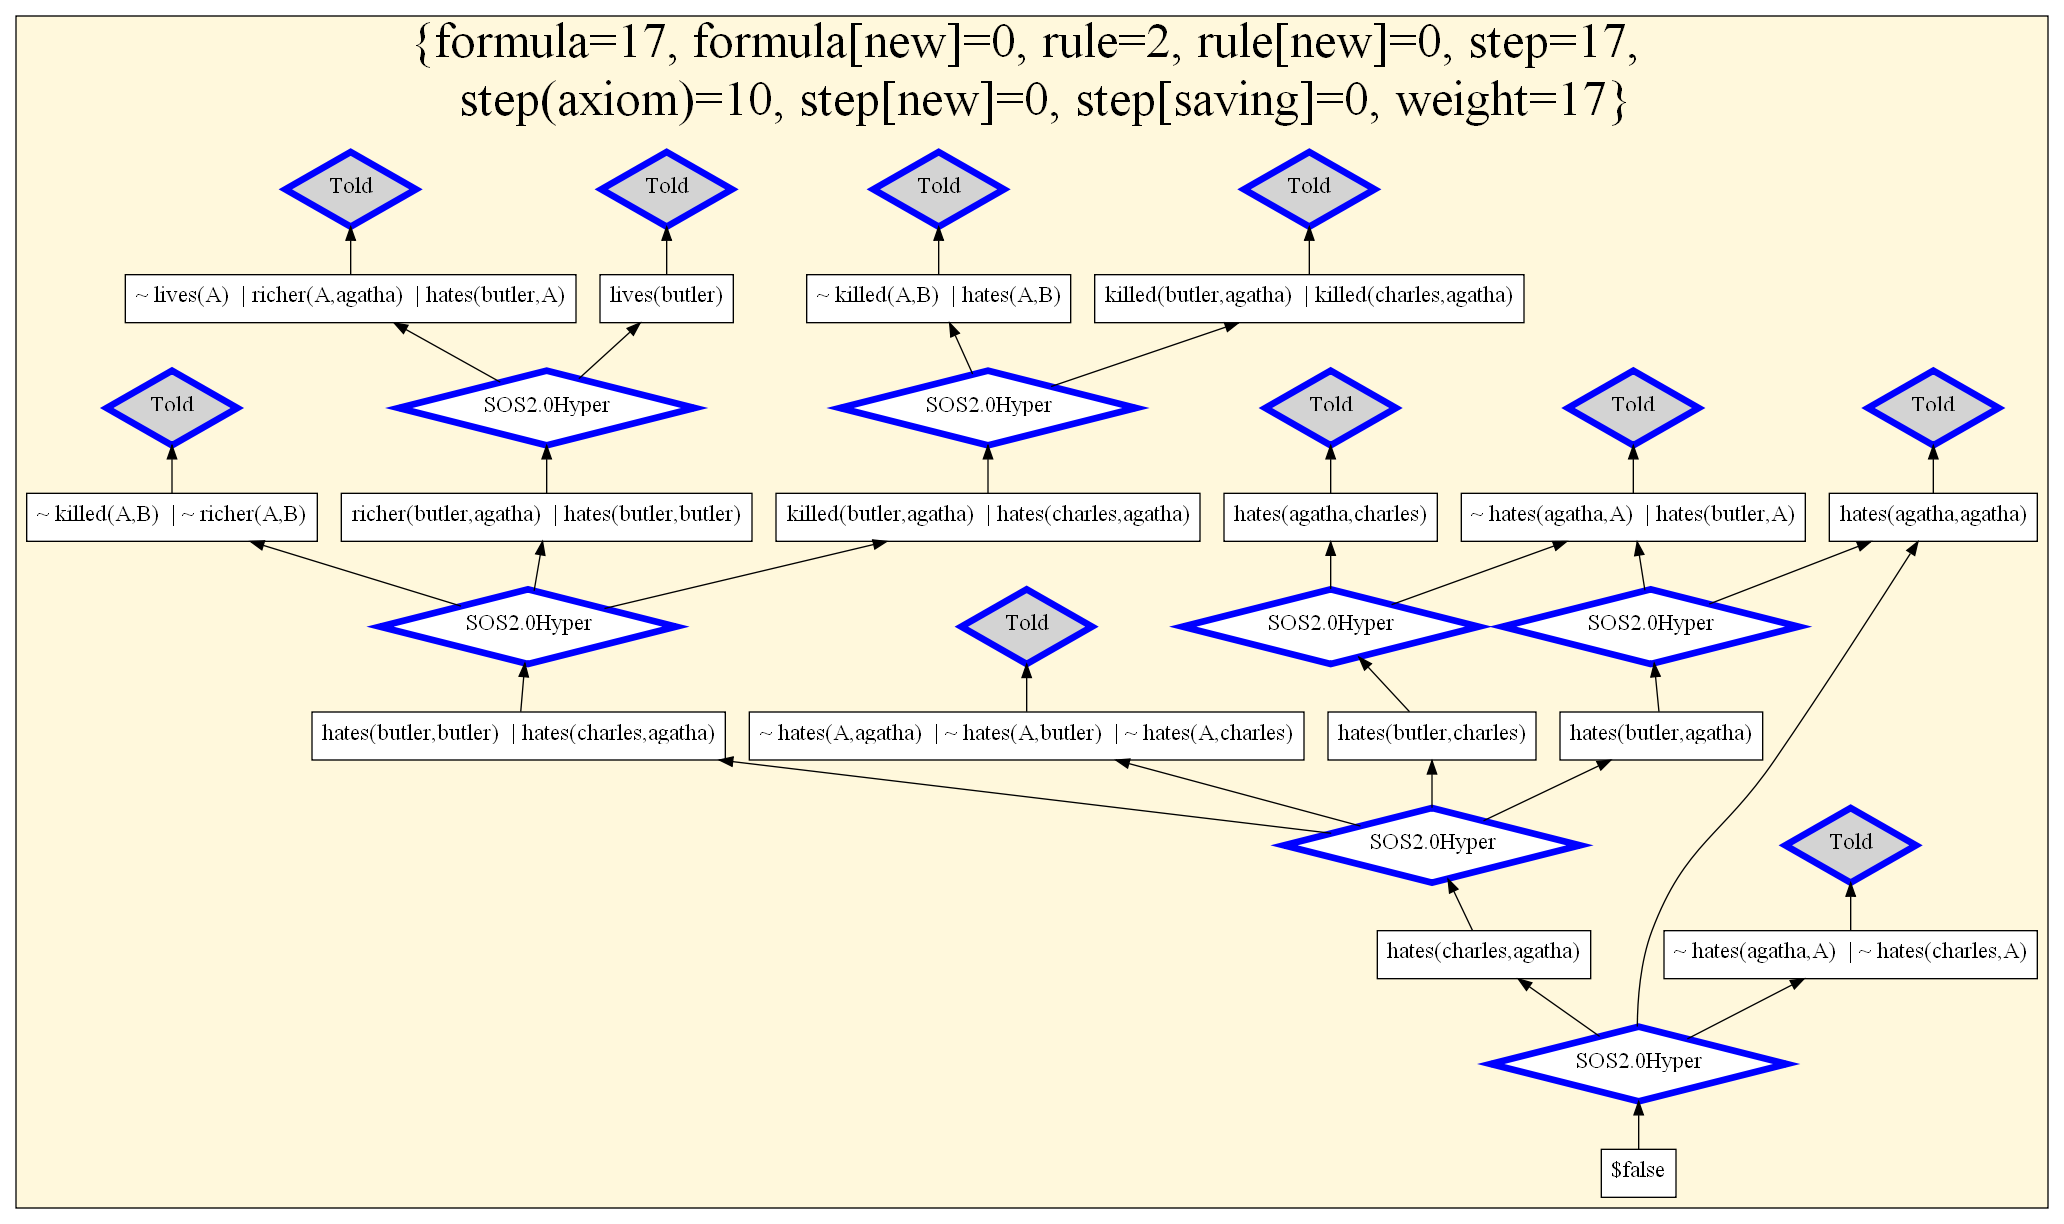 {formula=17, formula[new]=0, rule=2, rule[new]=0, step=17,
step(axiom)=10, step[new]=0, step[saving]=0, weight=17}
Told
Told
Told
Told
~ lives(A) | richer(A,agatha) | hates(butler,A)
lives(butler)
~ killed(A,B) | hates(A,B)
killed(butler,agatha) | killed(charles,agatha)
Told
SOS2.0Hyper
SOS2.0Hyper
Told
Told
Told
~ killed(A,B) | ~ richer(A,B)
richer(butler,agatha) | hates(butler,butler)
killed(butler,agatha) | hates(charles,agatha)
hates(agatha,charles)
~ hates(agatha,A) | hates(butler,A)
hates(agatha,agatha)
SOS2.0Hyper
Told
SOS2.0Hyper
SOS2.0Hyper
hates(butler,butler) | hates(charles,agatha)
~ hates(A,agatha) | ~ hates(A,butler) | ~ hates(A,charles)
hates(butler,charles)
hates(butler,agatha)
SOS2.0Hyper
Told
hates(charles,agatha)
~ hates(agatha,A) | ~ hates(charles,A)
SOS2.0Hyper
$false